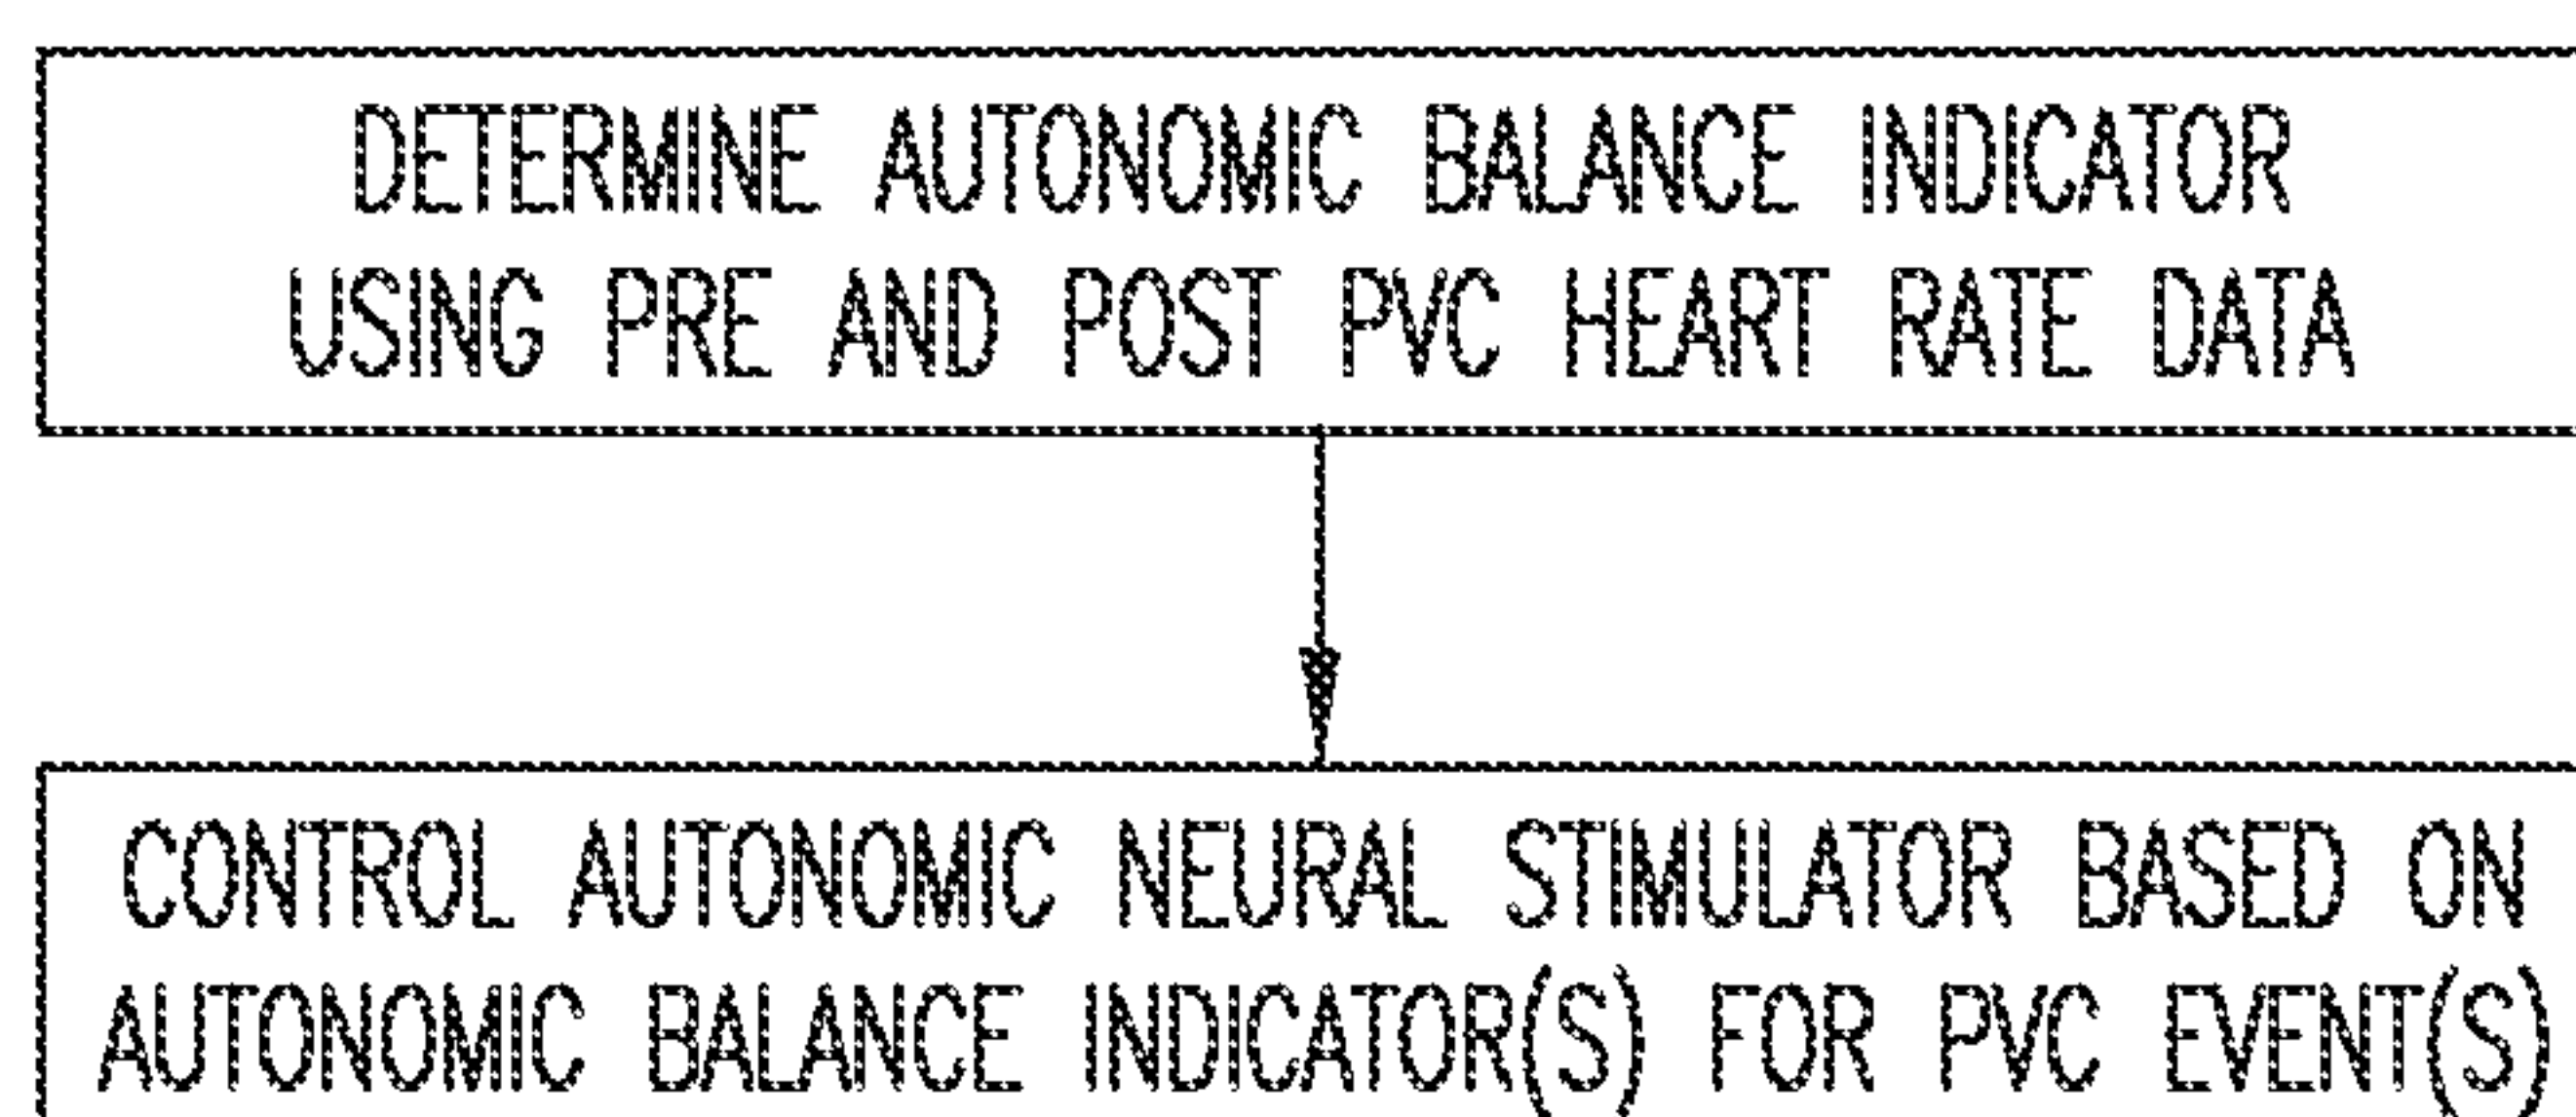 DETERMINE AUTONOMIC BALANCE INDICATOR
USING PRE AND POST PVC HEART RATE DATA
CONTROL AUTONOMIC NEURAL STIMULATOR BASED ON
AUTONOMIC BALANCE INDICATOR(S) FOR PVC EVENT(S)